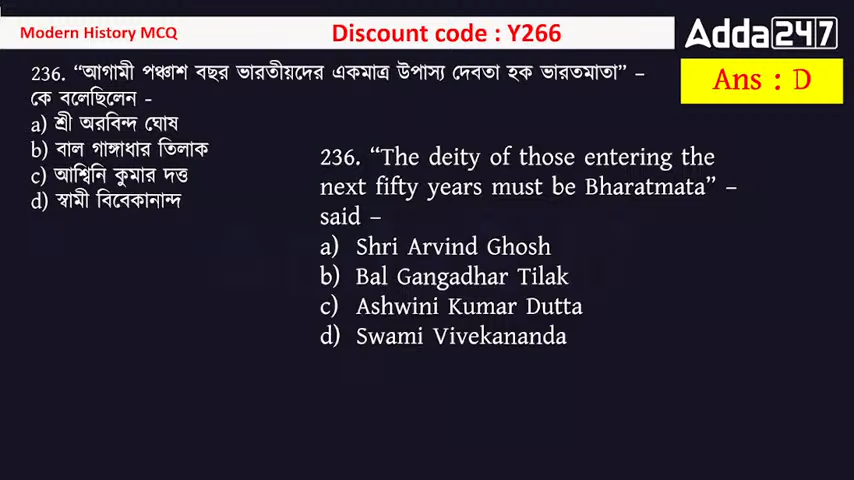 Modern History MCQ
Discount code : Y266
Adda247
Ans : D
236. “আগামী পঞ্চাশ বছর ভারতীয়দের একমাত্র উপাস্য দেবতা হক ভারতমাতা” –
কে বলেছিলেন -
a) শ্রী অরবিন্দ ঘোষ
b) বাল গাঙ্গাধার তিলাক
c) আশ্বিনি কুমার দত্ত
d) স্বামী বিবেকানন্দ
236. “The deity of those entering the
next fifty years must be Bharatmata” –
said –
a) Shri Arvind Ghosh
b) Bal Gangadhar Tilak
c) Ashwini Kumar Dutta
d) Swami Vivekananda